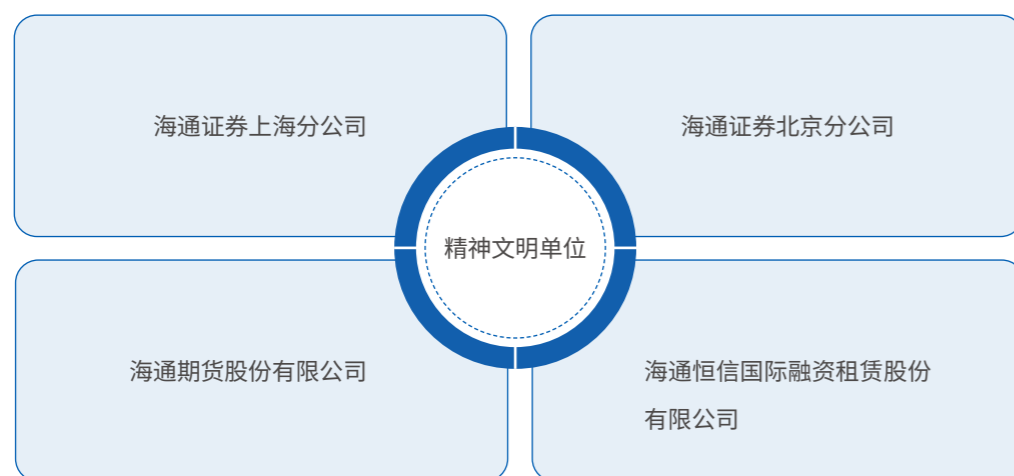 海通证券上海分公司
海通证券北京分公司
精神文明单位
海通期货股份有限公司
海通恒信国际融资租赁股份
有限公司